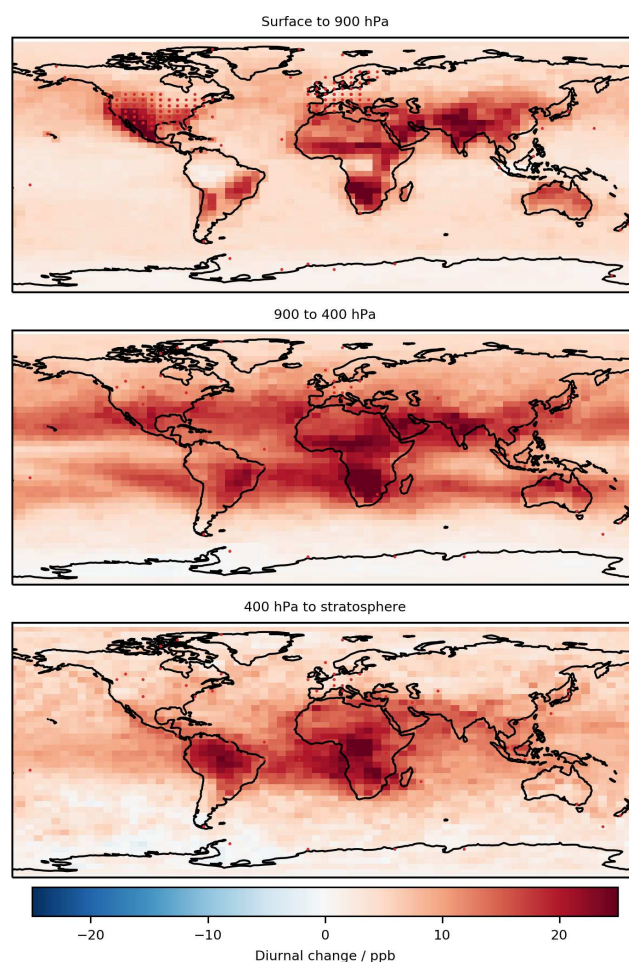 Surface to 900 hPa
900 to 400 hPa
400 hPa to stratosphere
−20 −10 0 10 20
Diurnal change / ppb